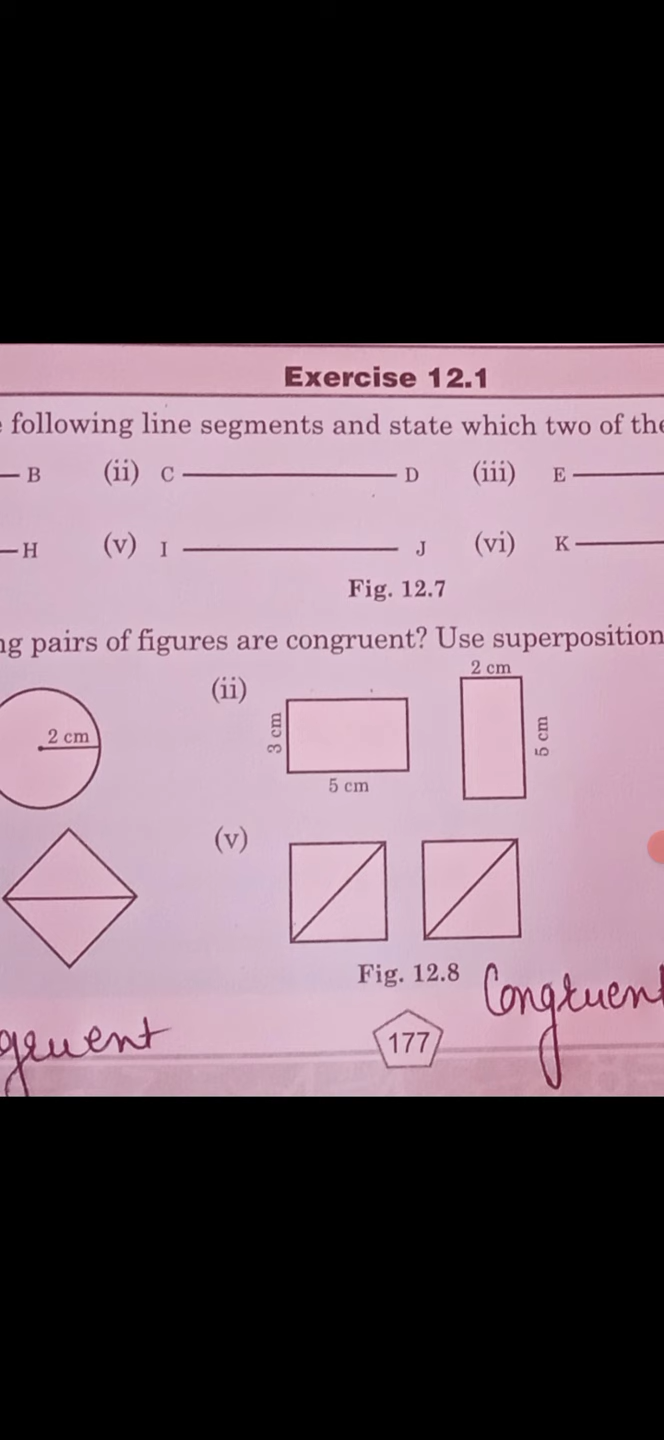 Exercise 12.1
following line segments and state which two of the
B (ii) C D (iii) E
H (v) I J (vi) K
Fig. 12.7
ng pairs of figures are congruent? Use superposition
2 cm
(ii)
2 cm
3 cm
5 cm
5 cm
(v)
Fig. 12.8
Congruent
gruent
177